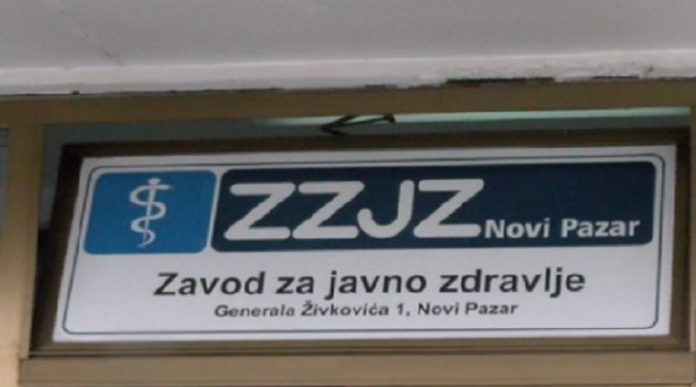 ZZJZ Novi Pazar
Zavod za javno zdravlje
Generala Živkovića 1, Novi Pazar